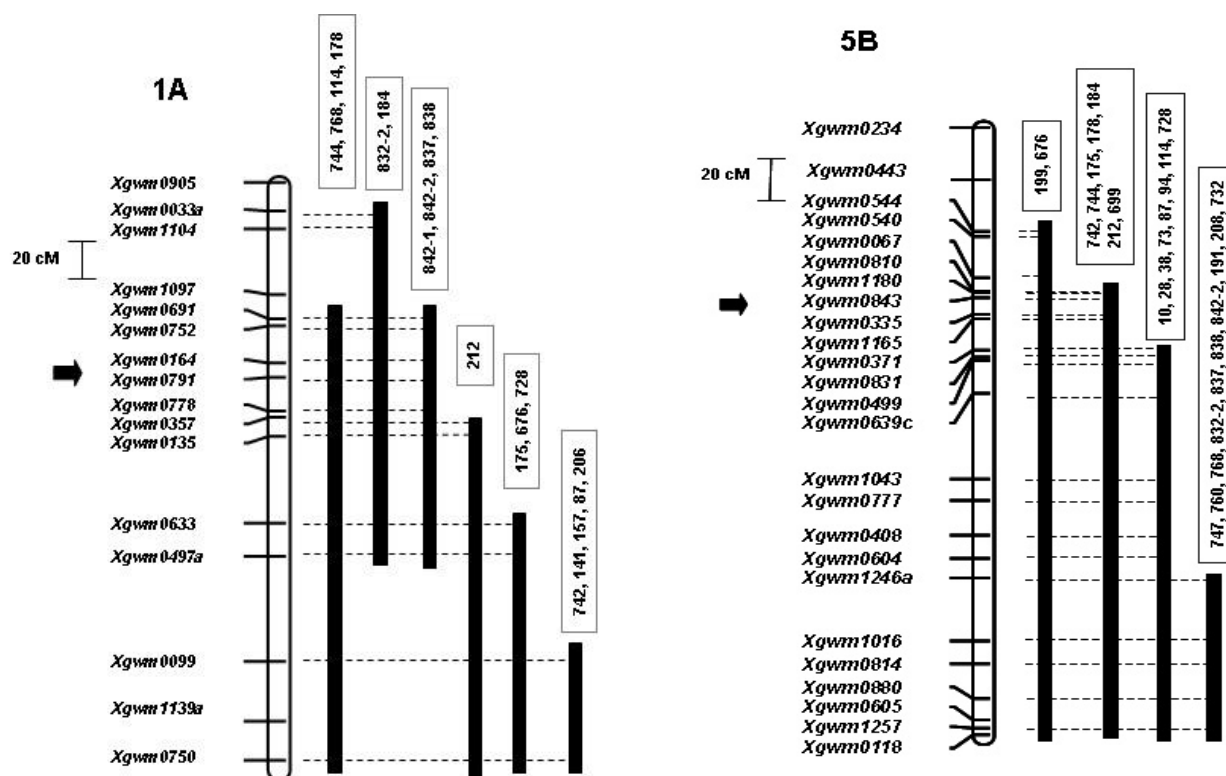 1A
744, 768, 114, 178
832-2, 184
842-1, 842-2, 837, 838
212
175, 676, 728
742, 141, 157, 87, 206
20 cM
Xgwm0905
Xgwm0033a
Xgwm1104
Xgwm1097
Xgwm0691
Xgwm0752
Xgwm0164
Xgwm0791
Xgwm0778
Xgwm0357
Xgwm0135
Xgwm0633
Xgwm0497a
Xgwm0099
Xgwm1139a
Xgwm0750
5B
199, 676
742, 744, 175, 178, 184
212, 699
10, 28, 38, 73, 87, 94, 114, 728
747, 760, 768, 832-2, 837, 838, 842-2, 191, 208, 732
20 cM
Xgwm0234
Xgwm0443
Xgwm0544
Xgwm0540
Xgwm0067
Xgwm0810
Xgwm1180
Xgwm0843
Xgwm0335
Xgwm1165
Xgwm0371
Xgwm0831
Xgwm0499
Xgwm0639c
Xgwm1043
Xgwm0777
Xgwm0408
Xgwm0604
Xgwm1246a
Xgwm1016
Xgwm0814
Xgwm0880
Xgwm0605
Xgwm1257
Xgwm0118